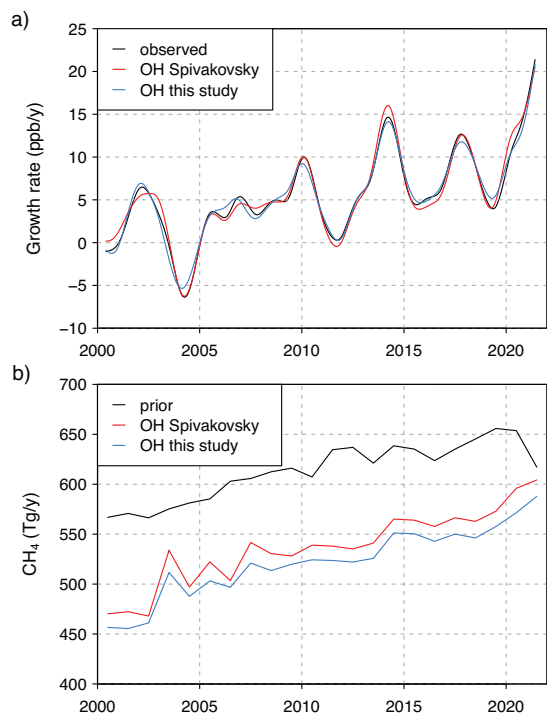 a)
observed
OH Spivakovsky
OH this study
Growth rate (ppb/y)
25
20
15
10
5
0
−5
−10
2000 2005 2010 2015 2020
b)
prior
OH Spivakovsky
OH this study
CH₄ (Tg/y)
700
650
600
550
500
450
400
2000 2005 2010 2015 2020